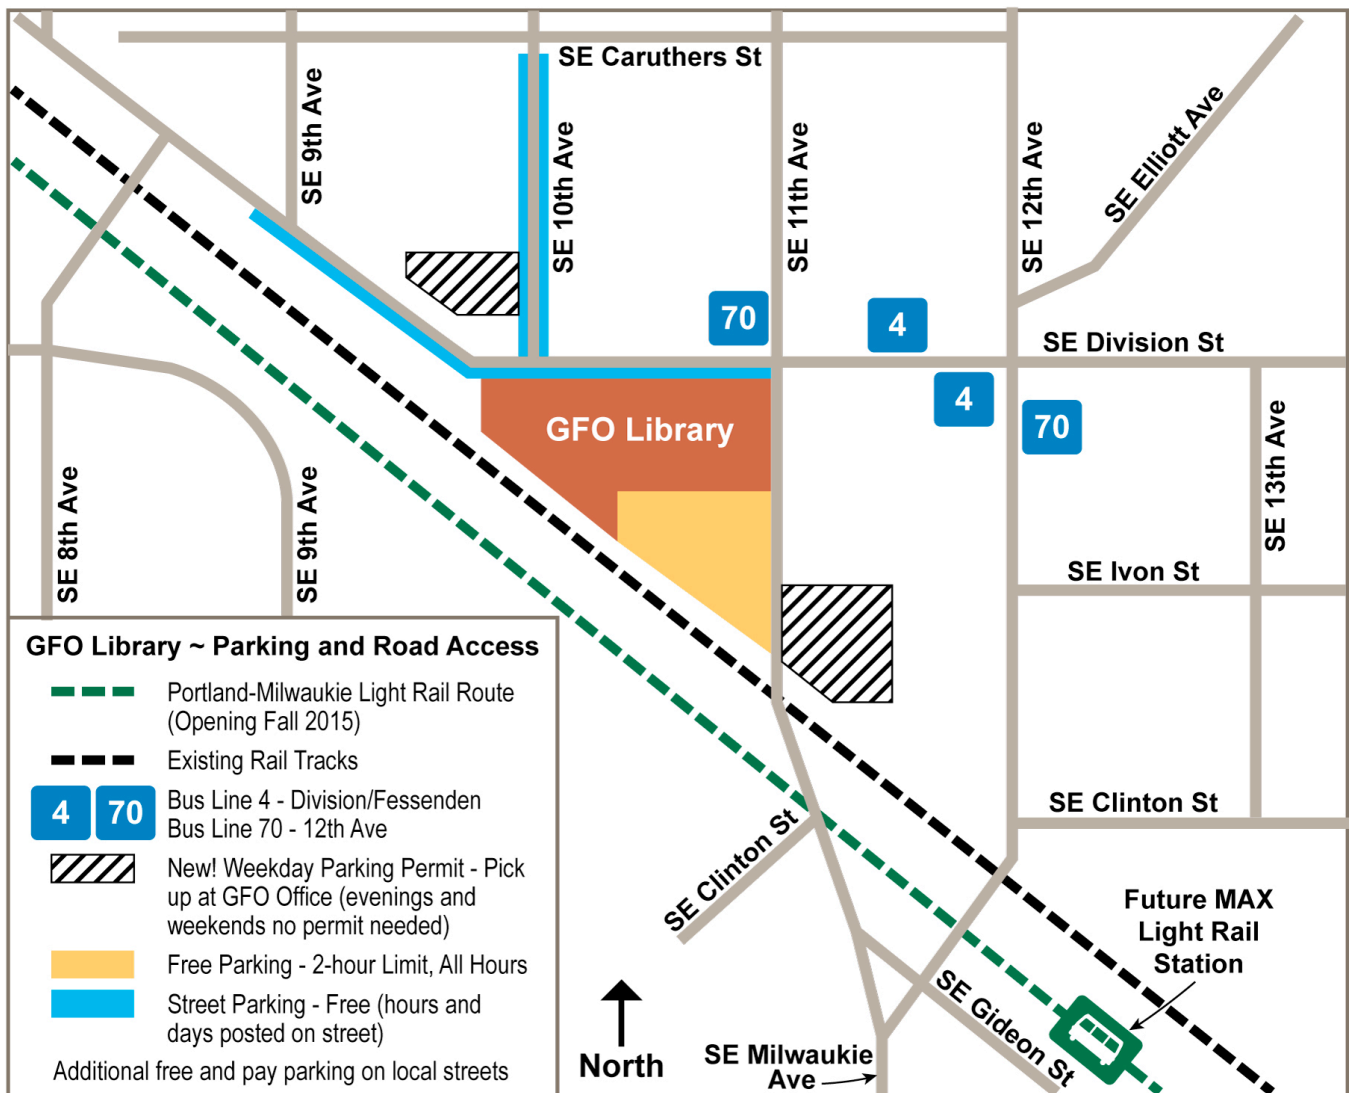 SE Caruthers St
SE 9th Ave
SE 10th Ave
SE 11th Ave
SE 12th Ave
SE Elliott Ave
70
4
SE Division St
4
70
GFO Library
SE 13th Ave
SE 8th Ave
SE 9th Ave
SE Ivon St
SE Clinton St
SE Clinton St
Future MAX
Light Rail
Station
SE Gideon St
North
SE Milwaukie
Ave
GFO Library ~ Parking and Road Access
Portland-Milwaukie Light Rail Route
(Opening Fall 2015)
Existing Rail Tracks
4 70
Bus Line 4 - Division/Fessenden
Bus Line 70 - 12th Ave
New! Weekday Parking Permit - Pick
up at GFO Office (evenings and
weekends no permit needed)
Free Parking - 2-hour Limit, All Hours
Street Parking - Free (hours and
days posted on street)
Additional free and pay parking on local streets